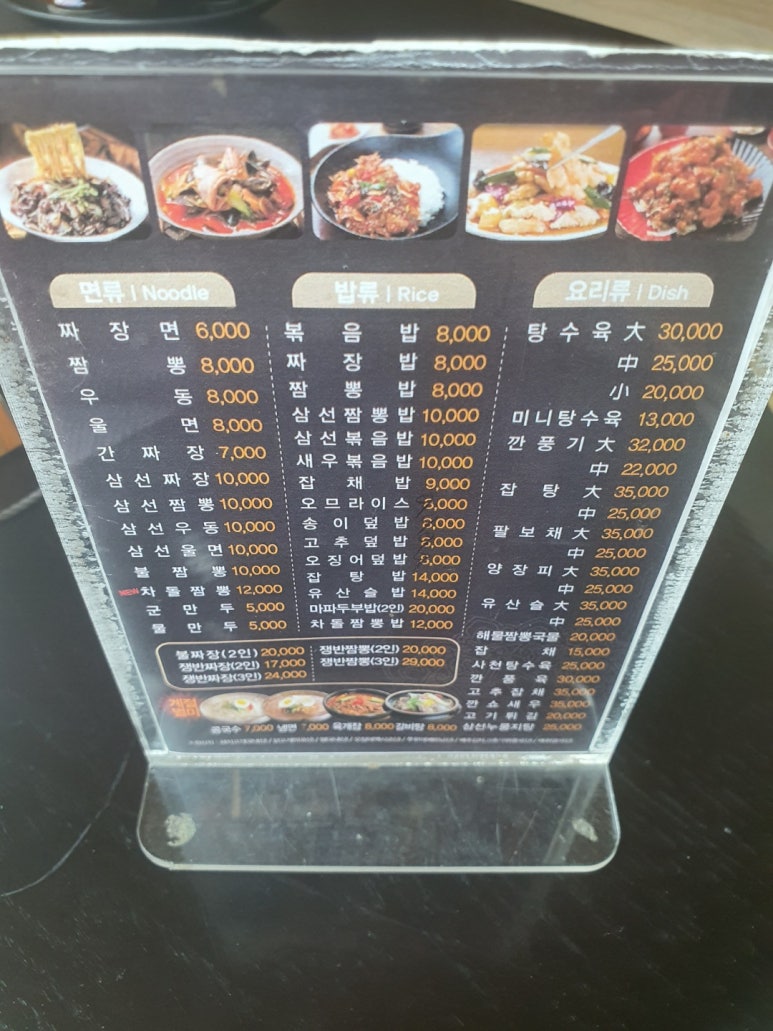 면류 | Noodle
짜장면 6,000
짬뽕 8,000
우동 8,000
울면 8,000
간짜장 7,000
삼선짜장 10,000
삼선짬뽕 10,000
삼선우동 10,000
삼선울면 10,000
불짬뽕 10,000
NEW 차돌짬뽕 12,000
군만두 5,000
물만두 5,000
밥류 | Rice
볶음밥 8,000
짜장밥 8,000
짬뽕밥 8,000
삼선짬뽕밥 10,000
삼선볶음밥 10,000
새우볶음밥 10,000
잡채밥 9,000
오므라이스
송이덮밥
고추덮밥
오징어덮밥
잡탕밥 14,000
유산슬밥 14,000
마파두부밥(2인) 20,000
차돌짬뽕밥 12,000
요리류 | Dish
탕수육 大 30,000
中 25,000
小 20,000
미니탕수육 13,000
깐풍기 大 32,000
中 22,000
잡탕 大 35,000
中 25,000
팔보채 大 35,000
中 25,000
양장피 大 35,000
中 25,000
유산슬 大 35,000
中 25,000
해물짬뽕국물 20,000
잡채 15,000
사천탕수육 25,000
깐풍육 30,000
고추잡채 35,000
깐쇼새우 35,000
고기튀김 20,000
삼선누룽지탕 25,000
불짜장(2인) 20,000
쟁반짜장(2인) 17,000
쟁반짜장(3인) 24,000
쟁반짬뽕(2인) 20,000
쟁반짬뽕(3인) 29,000
계절
별미
콩국수 7,000 냉면 7,000 육개장 8,000 갈비탕 8,000